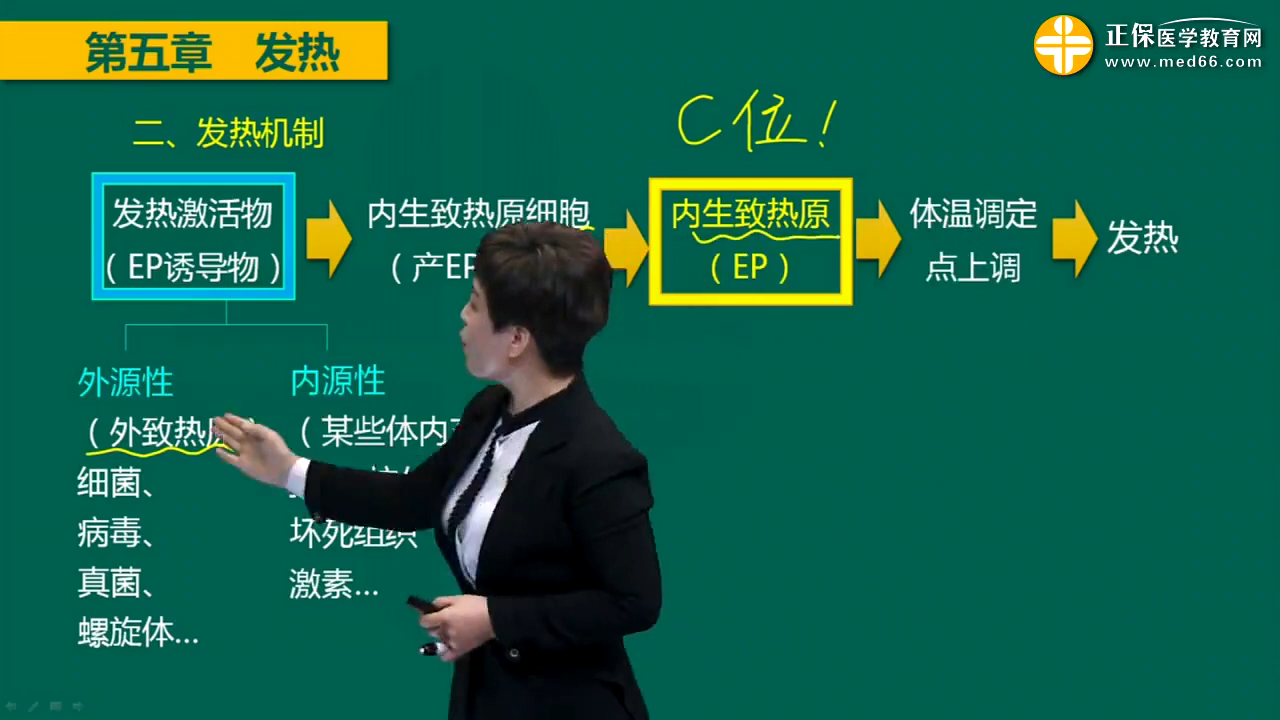 第五章 发热
正保医学教育网
www.med66.com
二、发热机制
C位!
发热激活物
（EP诱导物）
内生致热原细胞
（产EP
内生致热原
（EP）
体温调定
点上调
发热
外源性
（外致热原）
细菌、
病毒、
真菌、
螺旋体...
内源性
（某些体内
坏死组织
激素...